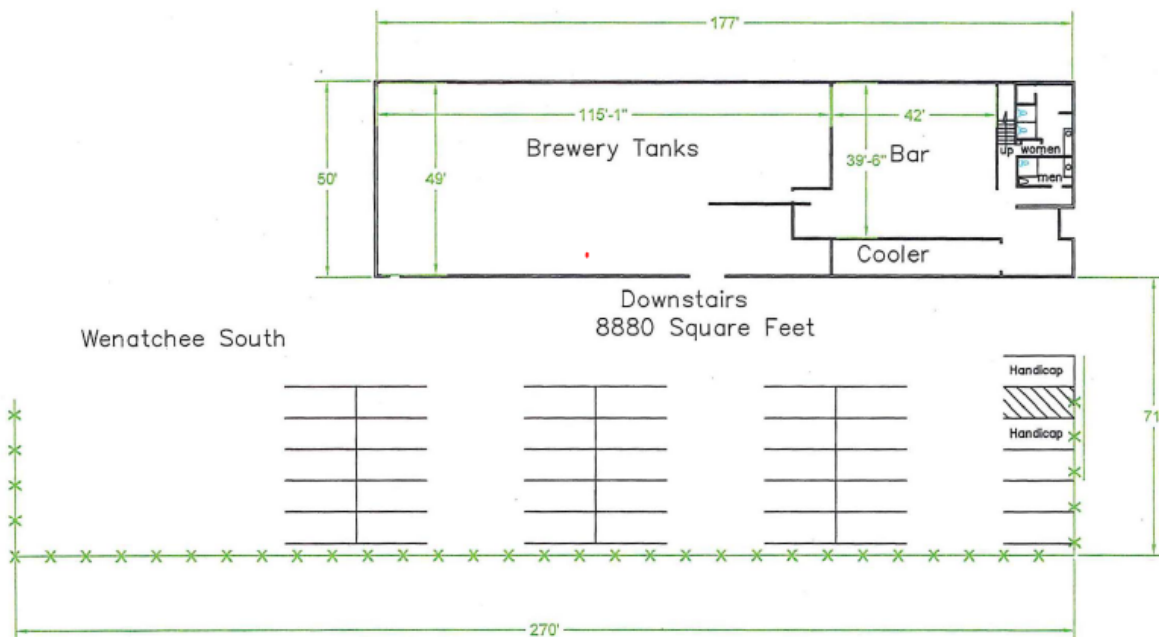 177'
115'-1"
42'
Brewery Tanks
39'-6"
Bar
up
women
men
50'
49'
Cooler
Downstairs
8880 Square Feet
Wenatchee South
Handicap
Handicap
71
270'